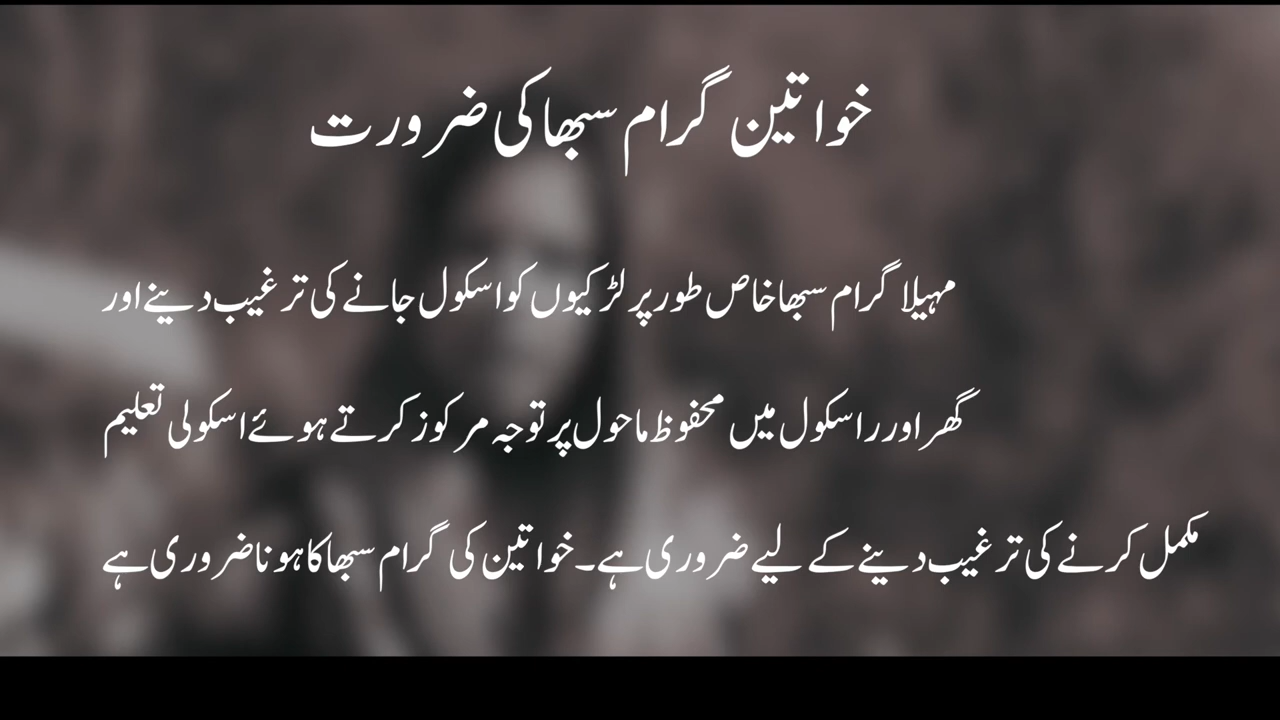 خواتین گرام سبھا کی ضرورت
مہیلا گرام سبھا خاص طور پر لڑکیوں کو اسکول جانے کی ترغیب دینے اور
گھر اور ر اسکول میں محفوظ ماحول پر توجہ مرکوز کرتے ہوئے اسکولی تعلیم
مکمل کرنے کی ترغیب دینے کے لیے ضروری ہے۔ خواتین کی گرام سبھا کا ہونا ضروری ہے